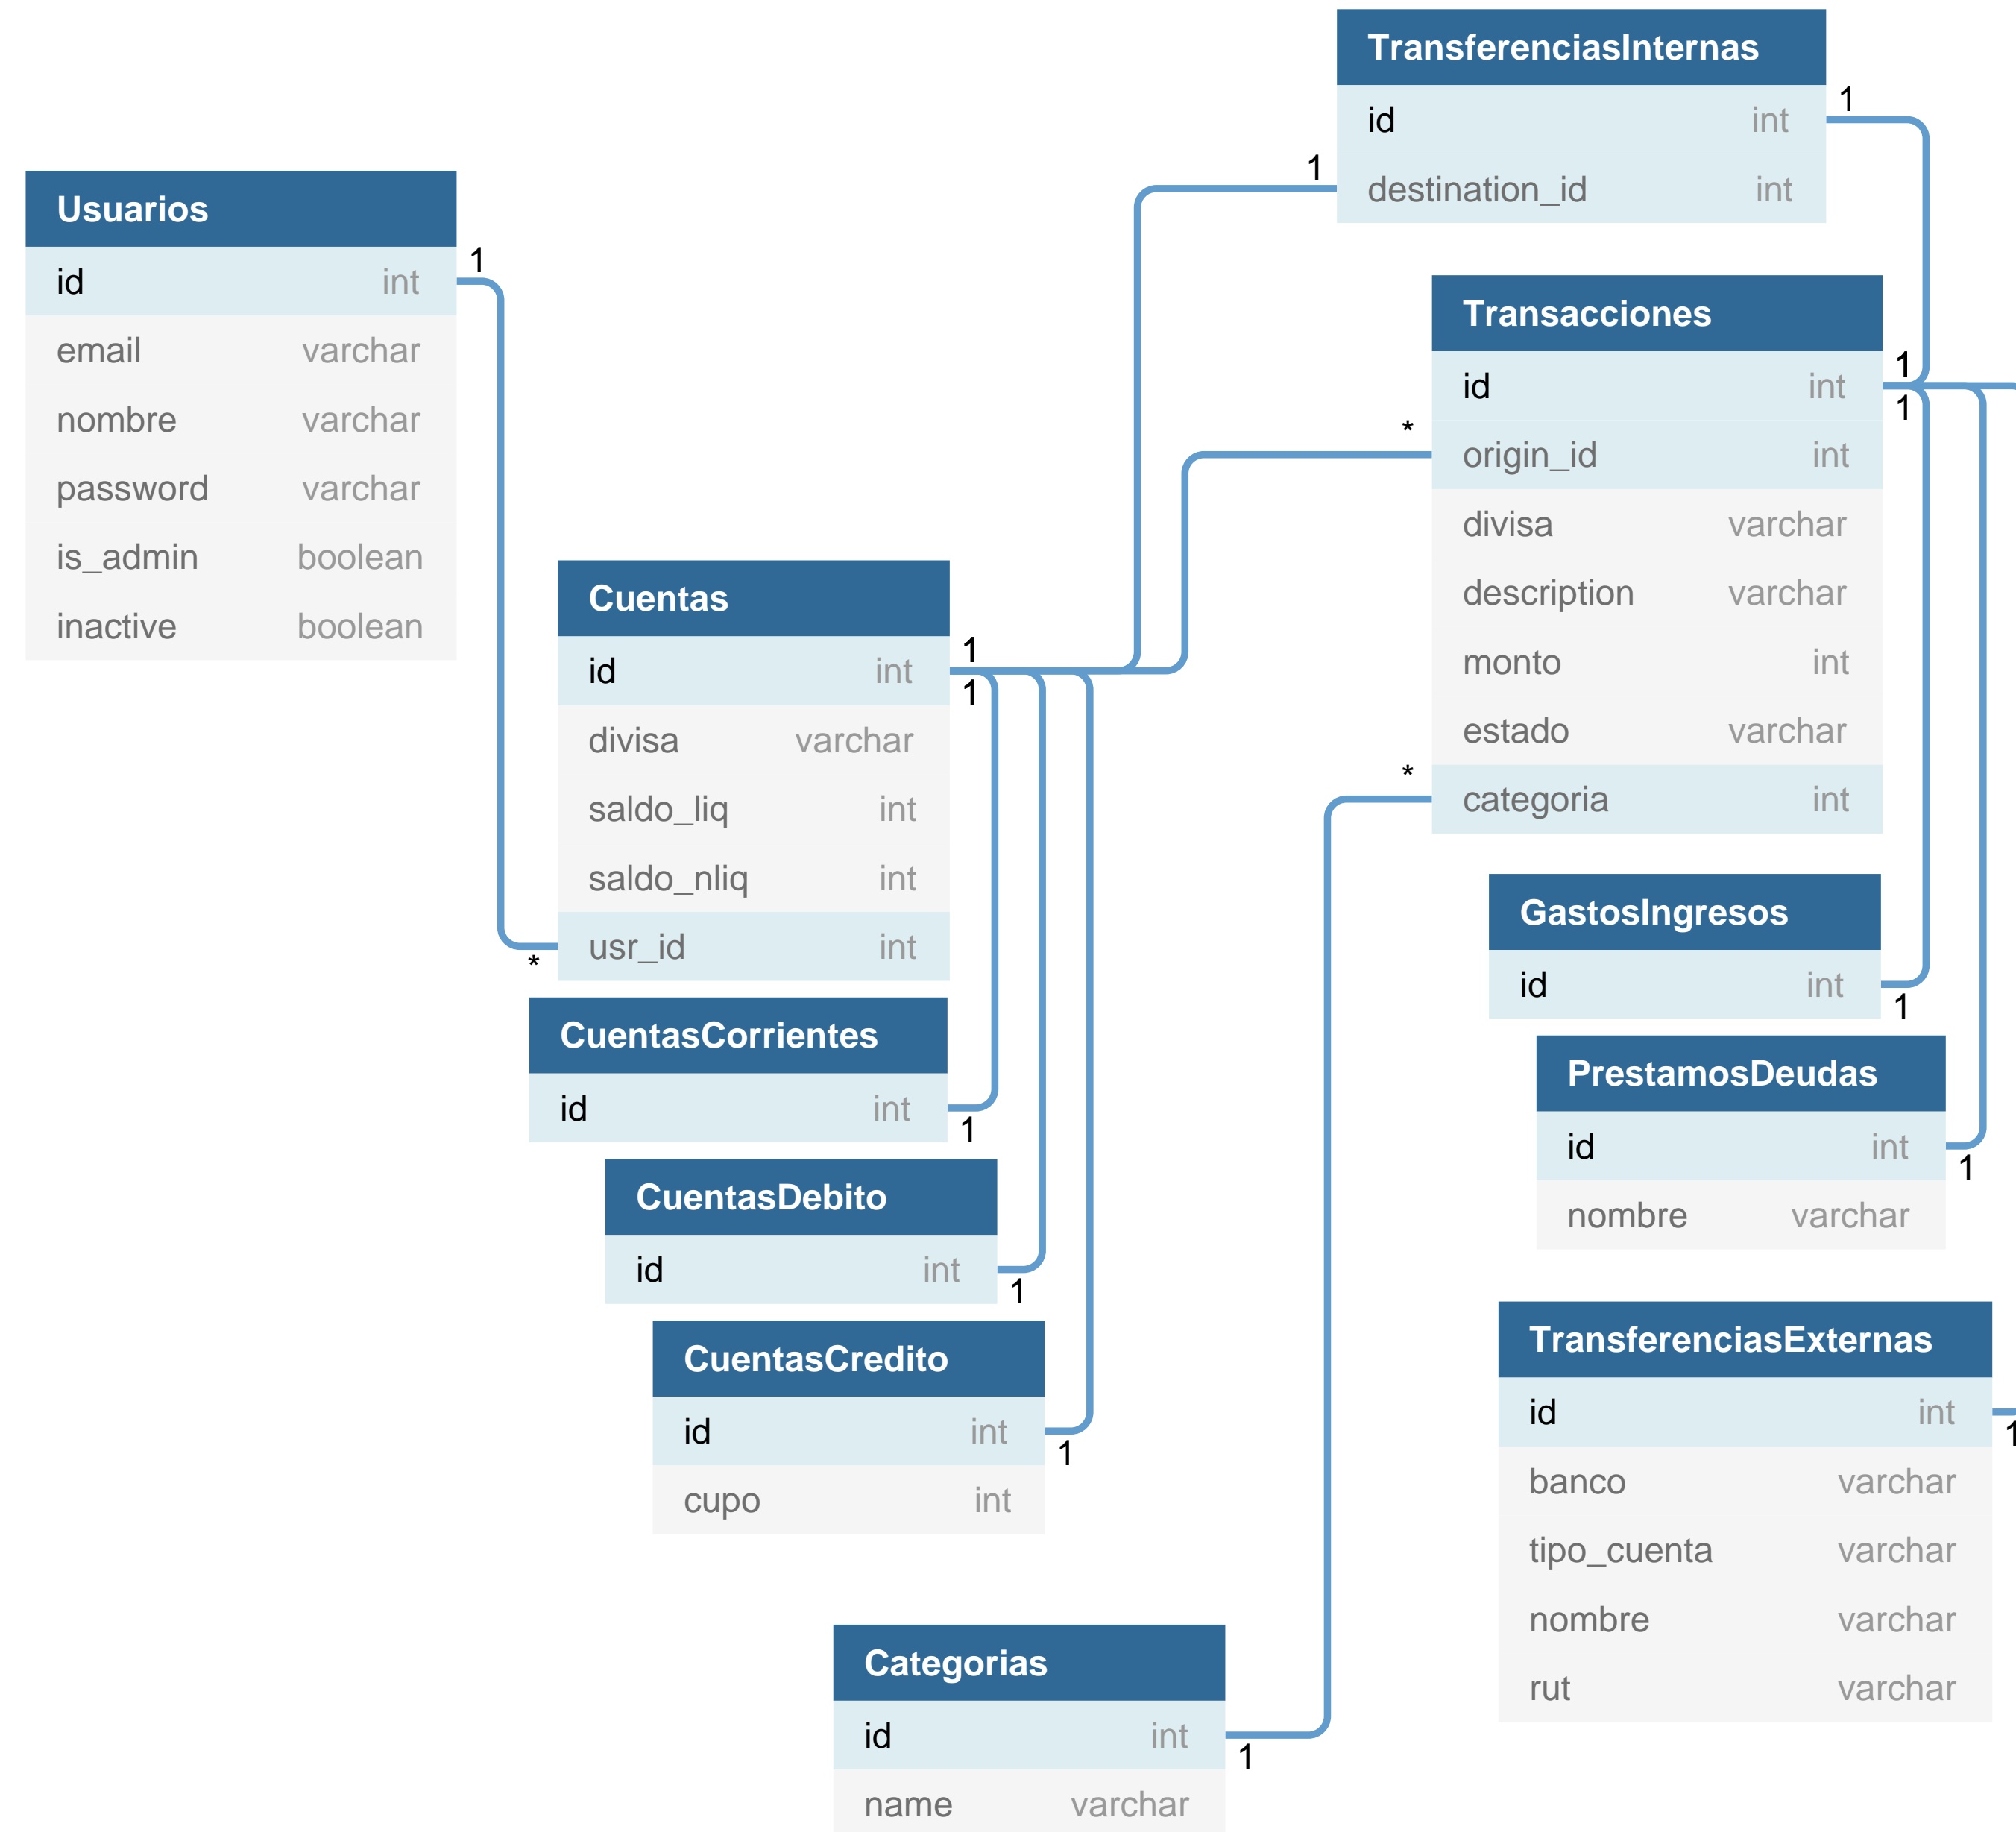 Usuarios
id int
email varchar
nombre varchar
password varchar
is_admin boolean
inactive boolean
1
*
Cuentas
id int
divisa varchar
saldo_liq int
saldo_nliq int
usr_id int
1
1
CuentasCorrientes
id int
1
CuentasDebito
id int
1
CuentasCredito
id int
cupo int
1
Categorias
id int
name varchar
1
TransferenciasInternas
id int
destination_id int
1
1
Transacciones
id int
origin_id int
divisa varchar
description varchar
monto int
estado varchar
categoria int
1
1
*
*
GastosIngresos
id int
1
PrestamosDeudas
id int
nombre varchar
1
TransferenciasExternas
id int
banco varchar
tipo_cuenta varchar
nombre varchar
rut varchar
1